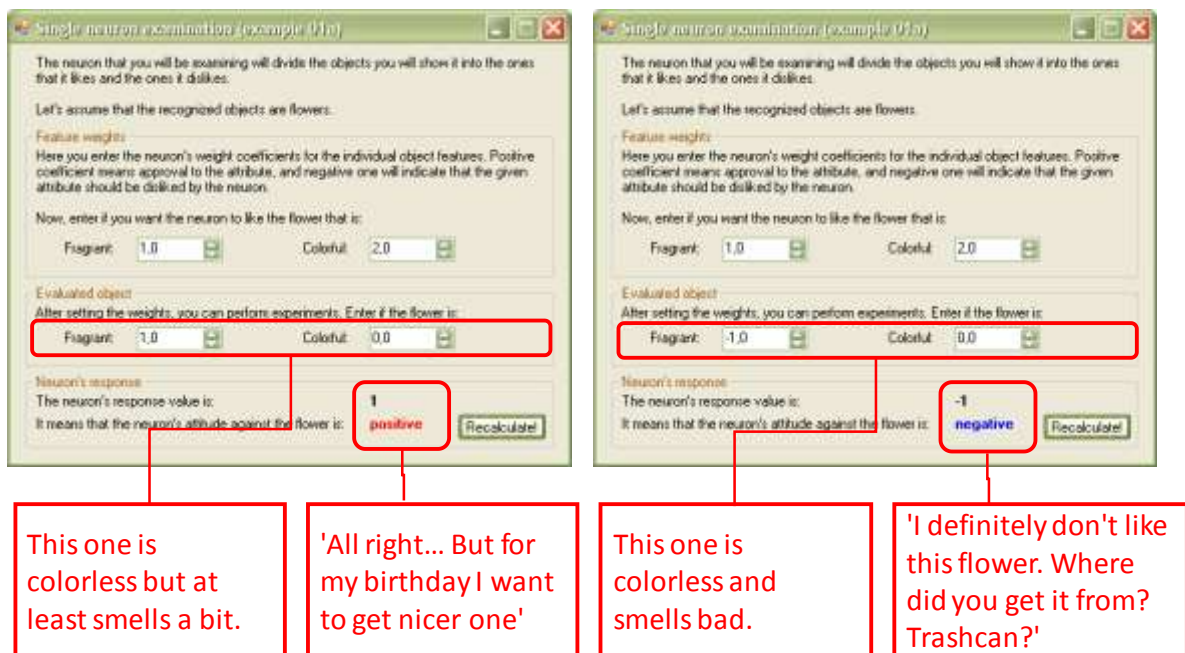 Single neuron examination (example 01a)
The neuron that you will be examining will divide the objects you will show it into the ones
that it likes and the ones it dislikes.
Let's assume that the recognized objects are flowers.
Feature weights
Here you enter the neuron's weight coefficients for the individual object features. Positive
coefficient means approval to the attribute, and negative one will indicate that the given
attribute should be disliked by the neuron.
Now, enter if you want the neuron to like the flower that is:
Fragrant: 1,0 Colorful: 2,0
Evaluated object
After setting the weights, you can perform experiments. Enter if the flower is:
Fragrant: 1,0 Colorful: 0,0
Neuron's response
The neuron's response value is: 1
It means that the neuron's attitude against the flower is: positive Recalculate!
This one is
colorless but at
least smells a bit.
'All right... But for
my birthday I want
to get nicer one'
Single neuron examination (example 01a)
The neuron that you will be examining will divide the objects you will show it into the ones
that it likes and the ones it dislikes.
Let's assume that the recognized objects are flowers.
Feature weights
Here you enter the neuron's weight coefficients for the individual object features. Positive
coefficient means approval to the attribute, and negative one will indicate that the given
attribute should be disliked by the neuron.
Now, enter if you want the neuron to like the flower that is:
Fragrant: 1,0 Colorful: 2,0
Evaluated object
After setting the weights, you can perform experiments. Enter if the flower is:
Fragrant: -1,0 Colorful: 0,0
Neuron's response
The neuron's response value is: -1
It means that the neuron's attitude against the flower is: negative Recalculate!
This one is
colorless and
smells bad.
'I definitely don't like
this flower. Where
did you get it from?
Trashcan?'